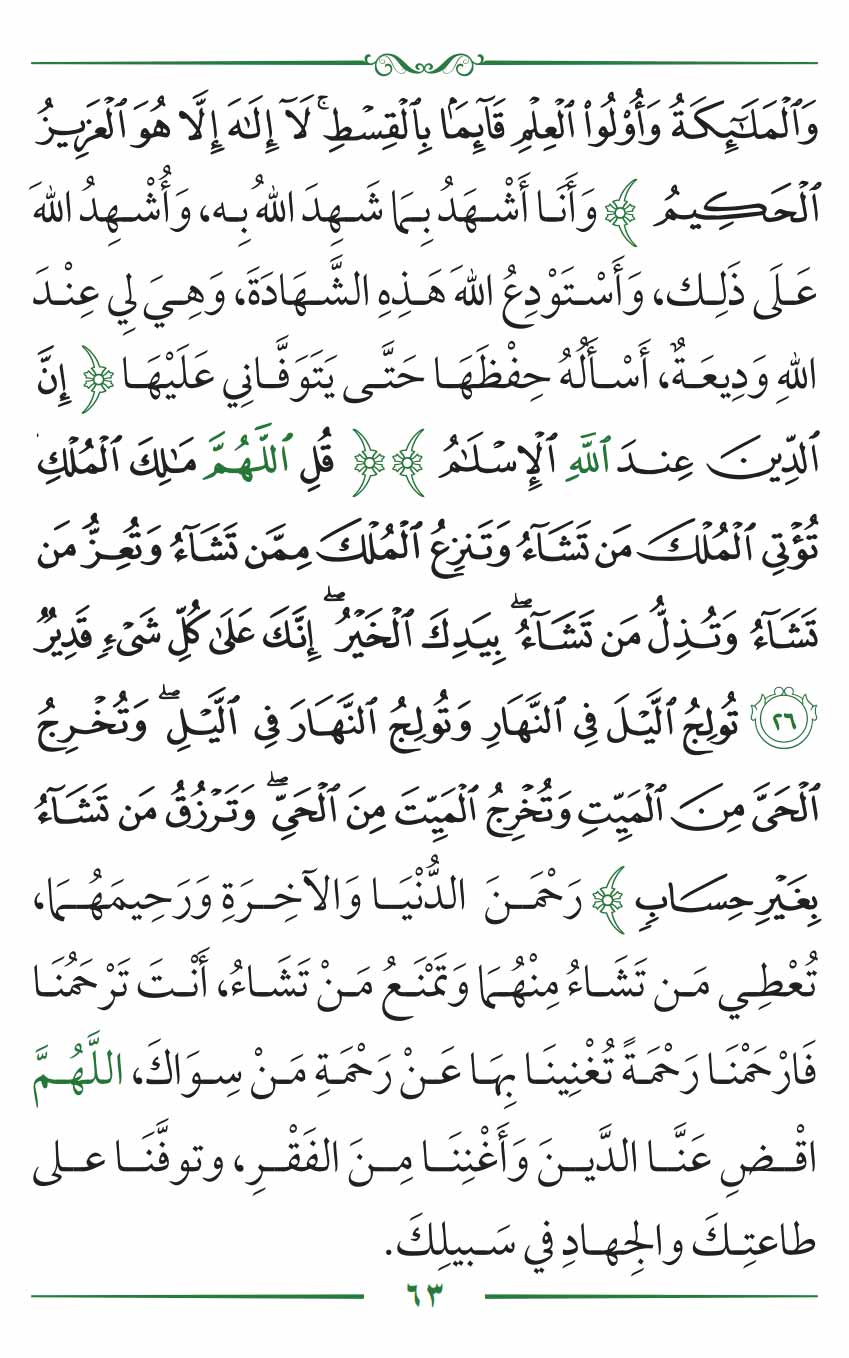 وَٱلْمَلَٰٓئِكَةُ وَأُو۟لُوا۟ ٱلْعِلْمِ قَآئِمًۢا بِٱلْقِسْطِ ۚ لَآ إِلَٰهَ إِلَّا هُوَ ٱلْعَزِيزُ
ٱلْحَكِيمُ ﴾ وَأَنَا أَشْهَدُ بِمَا شَهِدَ اللهُ بِه، وَأُشْهِدُ اللهَ
عَلَى ذَلِك، وَأَسْتَوْدِعُ اللهَ هَذِهِ الشَّهَادَةَ، وَهِيَ لِي عِنْدَ
اللهِ وَدِيعَةٌ، أَسْأَلُهُ حِفْظَهَا حَتَّى يَتَوَفَّانِي عَلَيْهَا ﴿ إِنَّ
ٱلدِّينَ عِندَ ٱللَّهِ ٱلْإِسْلَٰمُ ﴾﴿ قُلِ ٱللَّهُمَّ مَٰلِكَ ٱلْمُلْكِ
تُؤْتِى ٱلْمُلْكَ مَن تَشَآءُ وَتَنزِعُ ٱلْمُلْكَ مِمَّن تَشَآءُ وَتُعِزُّ مَن
تَشَآءُ وَتُذِلُّ مَن تَشَآءُ ۖ بِيَدِكَ ٱلْخَيْرُ ۖ إِنَّكَ عَلَىٰ كُلِّ شَىْءٍ قَدِيرٌ
٢٦ تُولِجُ ٱلَّيْلَ فِى ٱلنَّهَارِ وَتُولِجُ ٱلنَّهَارَ فِى ٱلَّيْلِ ۖ وَتُخْرِجُ
ٱلْحَىَّ مِنَ ٱلْمَيِّتِ وَتُخْرِجُ ٱلْمَيِّتَ مِنَ ٱلْحَىِّ ۖ وَتَرْزُقُ مَن تَشَآءُ
بِغَيْرِ حِسَابٍ ﴾ رَحْمَنَ الدُّنْيَا وَالآخِرَةِ وَرَحِيمَهُمَا،
تُعْطِي مَن تَشَاءُ مِنْهُمَا وَتَمْنَعُ مَنْ تَشَاءُ، أَنْتَ تَرْحَمُنَا
فَارْحَمْنَا رَحْمَةً تُغْنِينَا بِهَا عَنْ رَحْمَةِ مَنْ سِوَاكَ، اللَّهُمَّ
اقْضِ عَنَّا الدَّينَ وَأَغْنِنَا مِنَ الفَقْرِ، وتوفَّنَا على
طاعتِكَ والجِهادِ في سَبيلِكَ.
٦٣